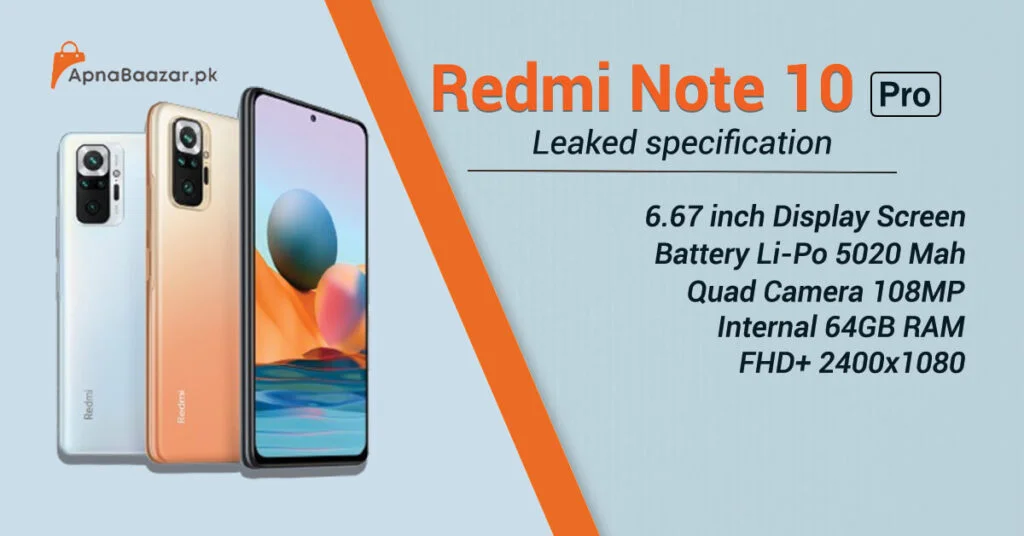 ApnaBaazar.pk
Redmi Note 10 Pro
Leaked specification
6.67 inch Display Screen
Battery Li-Po 5020 Mah
Quad Camera 108MP
Internal 64GB RAM
FHD+ 2400x1080
Redmi
Redmi